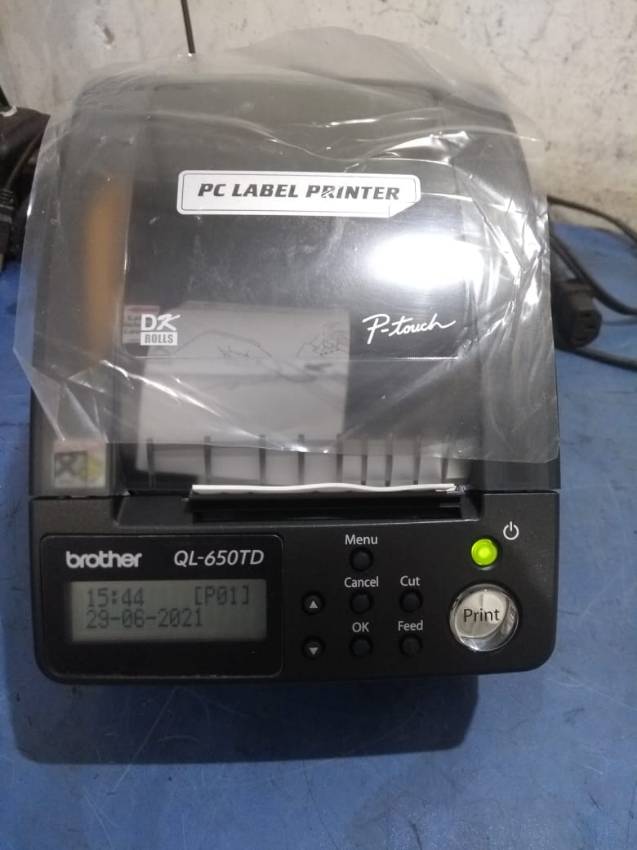 PC LABEL PRINTER
DK
ROLLS
P-touch
brother QL-650TD
15:44 [P01]
29-06-2021
Menu
Cancel Cut
OK Feed
Print